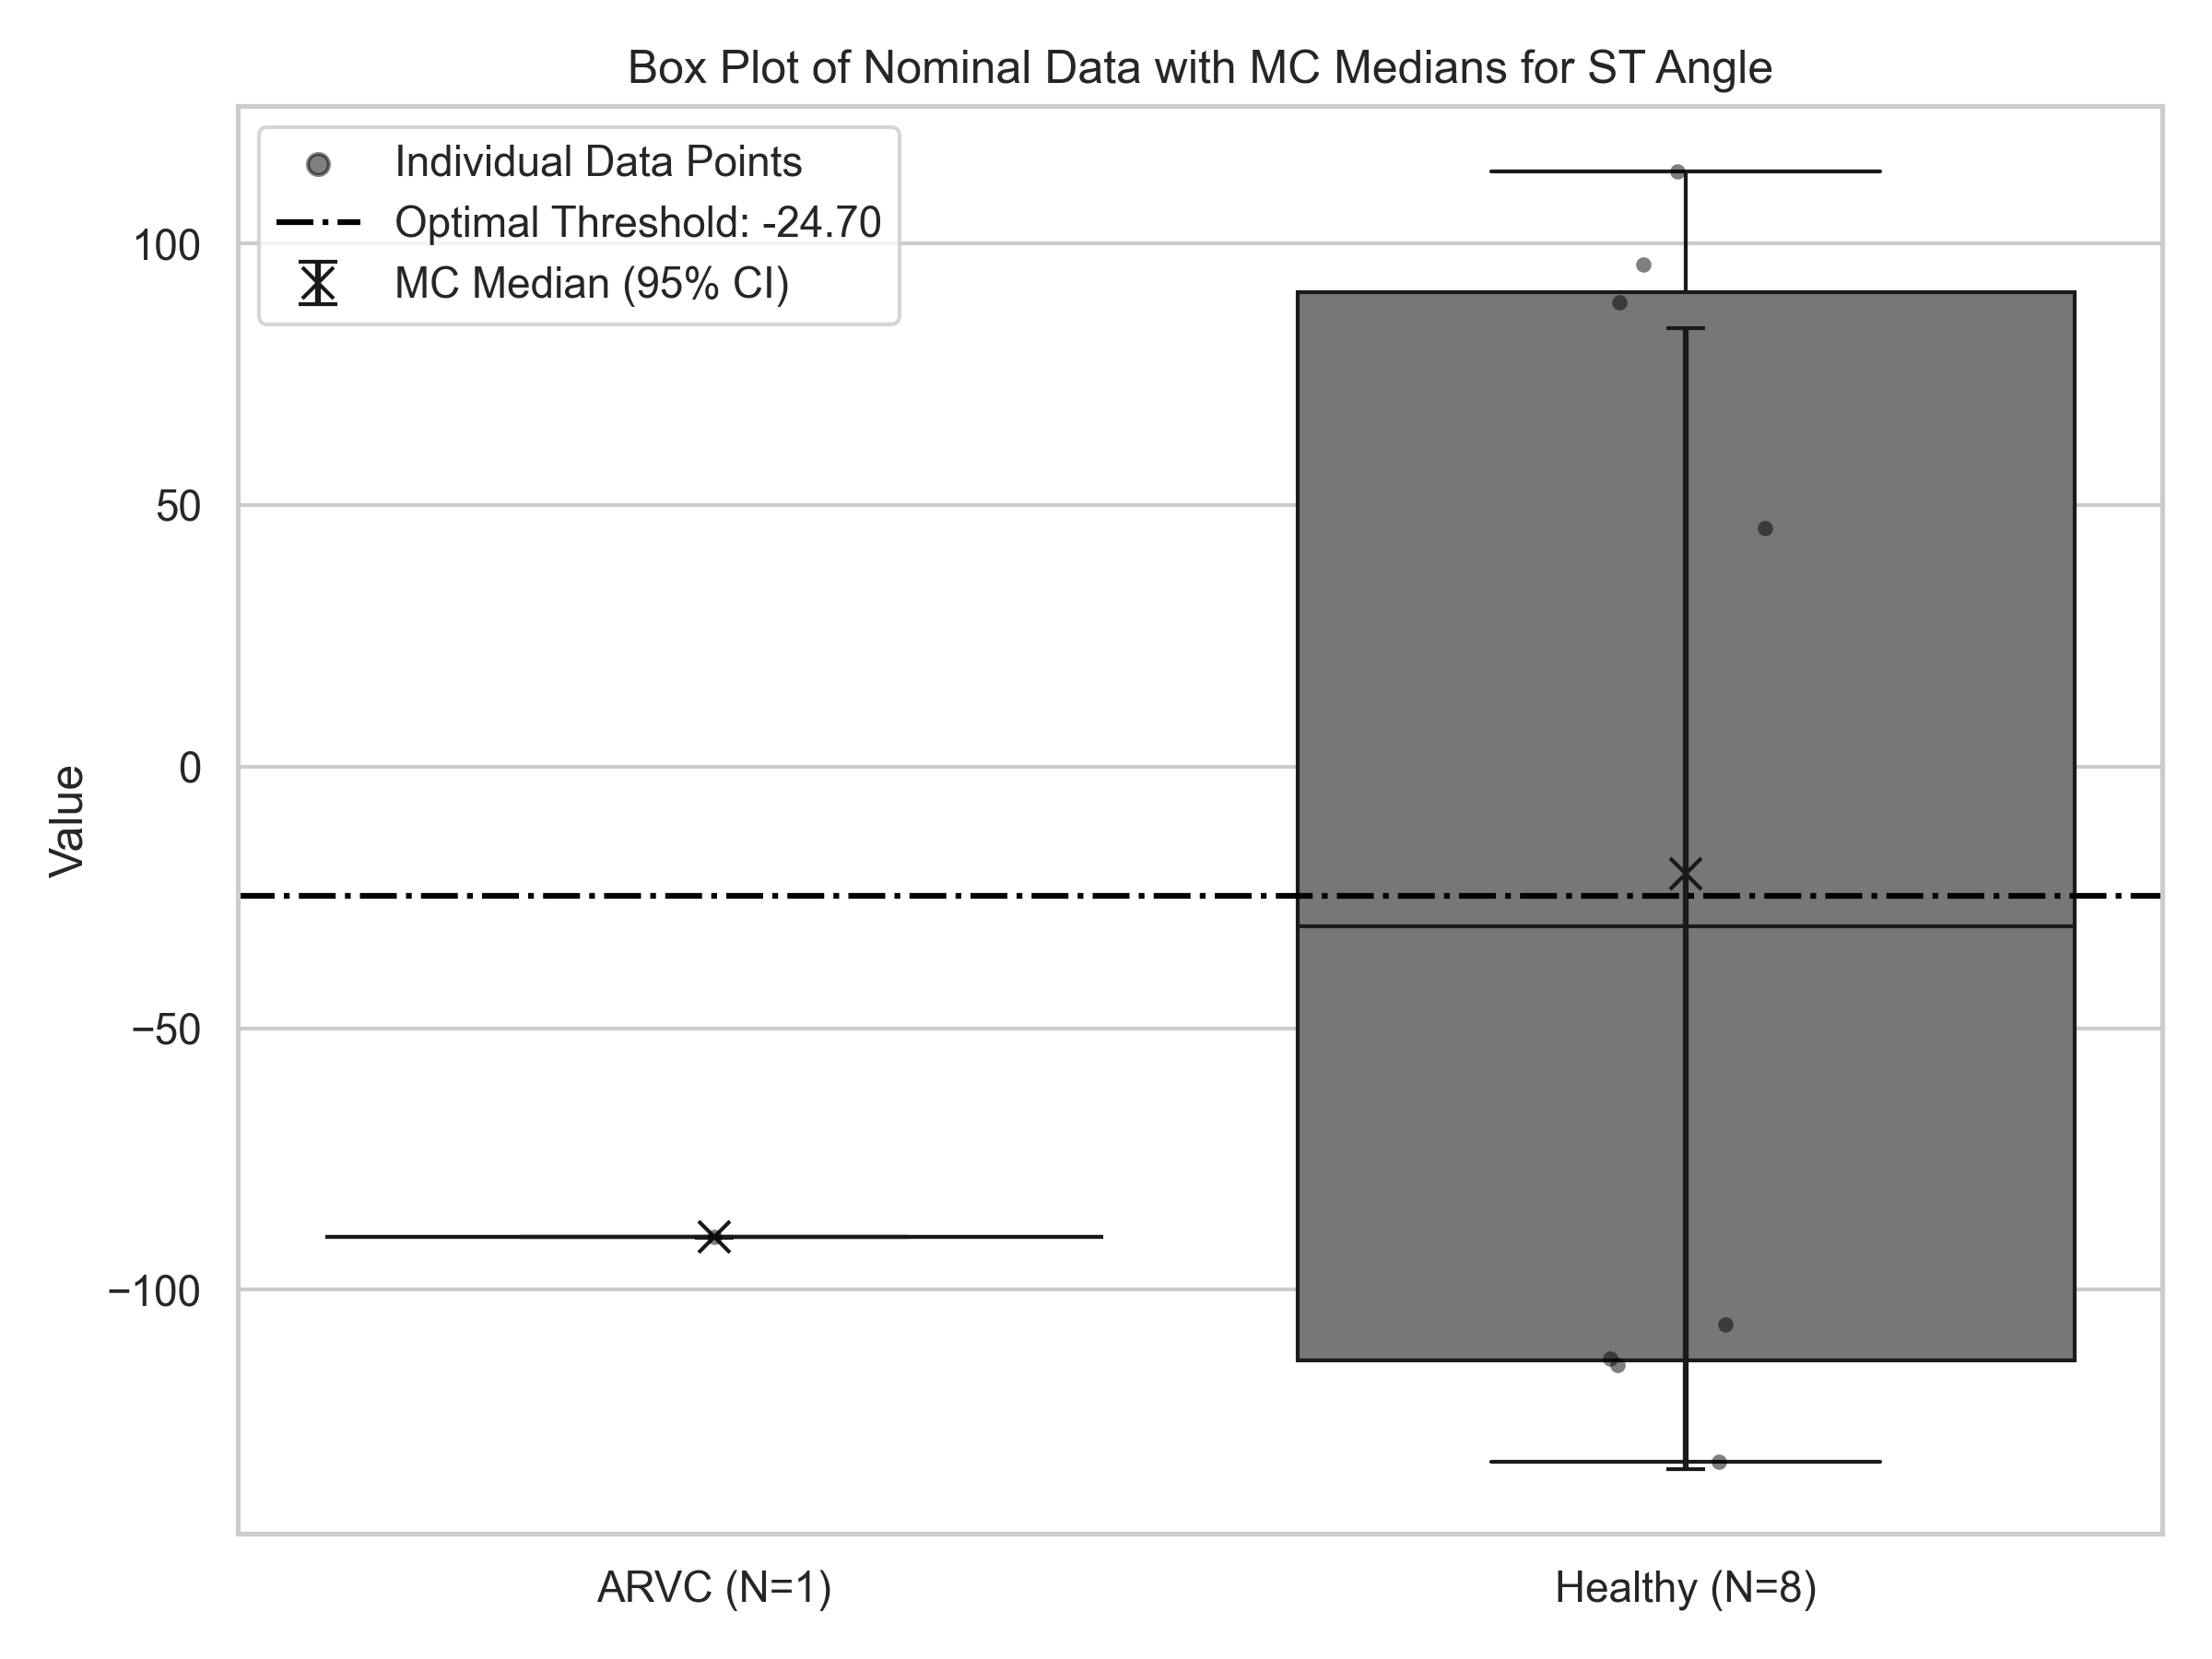 Box Plot of Nominal Data with MC Medians for ST Angle
Individual Data Points
Optimal Threshold: -24.70
MC Median (95% CI)
100
50
0
−50
−100
Value
ARVC (N=1)
Healthy (N=8)